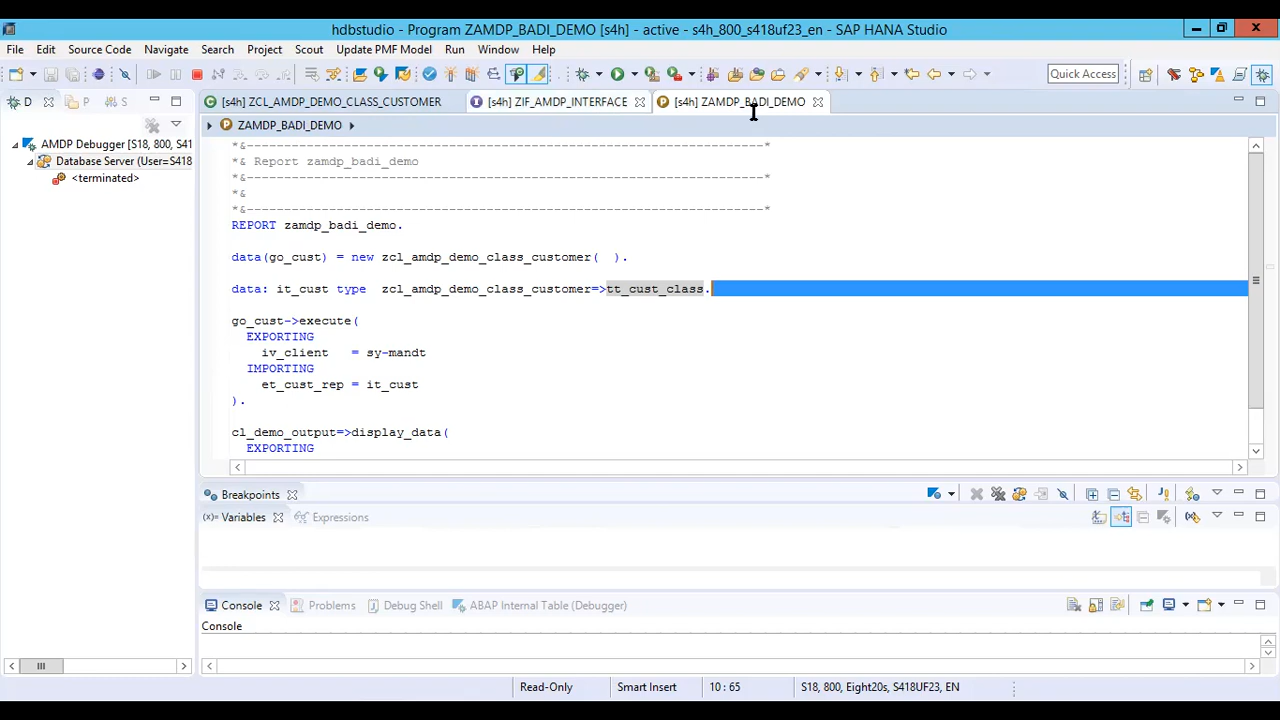 hdbstudio - Program ZAMDP_BADI_DEMO [s4h] - active - s4h_800_s418uf23_en - SAP HANA Studio
File Edit Source Code Navigate Search Project Scout Update PMF Model Run Window Help
Quick Access
D P S [s4h] ZCL_AMDP_DEMO_CLASS_CUSTOMER [s4h] ZIF_AMDP_INTERFACE [s4h] ZAMDP_BADI_DEMO
ZAMDP_BADI_DEMO
AMDP Debugger [S18, 800, S41
Database Server (User=S418
<terminated>
*&---------------------------------------------------------------------*
*& Report zamdp_badi_demo
*&---------------------------------------------------------------------*
*&
*&---------------------------------------------------------------------*
REPORT zamdp_badi_demo.
data(go_cust) = new zcl_amdp_demo_class_customer(  ).
data: it_cust type  zcl_amdp_demo_class_customer=>tt_cust_class.
go_cust->execute(
EXPORTING
iv_client   = sy-mandt
IMPORTING
et_cust_rep = it_cust
).
cl_demo_output=>display_data(
EXPORTING
Breakpoints
(x)= Variables Expressions
Console Problems Debug Shell ABAP Internal Table (Debugger)
Console
Read-Only Smart Insert 10 : 65 S18, 800, Eight20s, S418UF23, EN